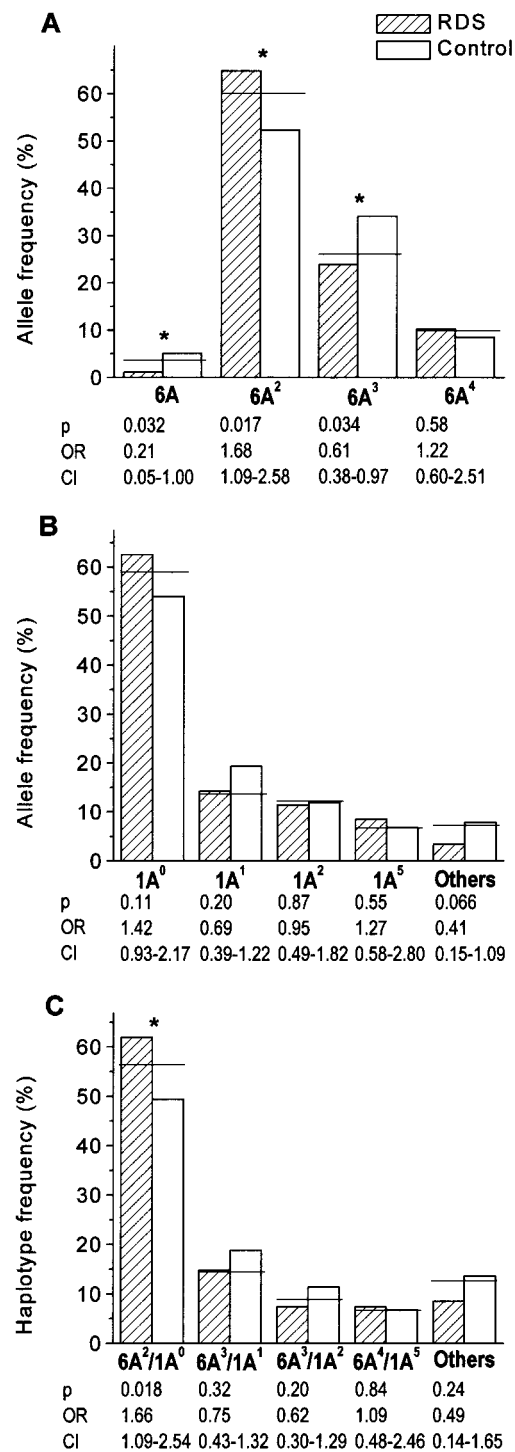 A
RDS
Control
Allele frequency (%)
60
50
40
30
20
10
0
* * *
6A 6A² 6A³ 6A⁴
p 0.032 0.017 0.034 0.58
OR 0.21 1.68 0.61 1.22
CI 0.05-1.00 1.09-2.58 0.38-0.97 0.60-2.51
B
Allele frequency (%)
60
50
40
30
20
10
0
1A⁰ 1A¹ 1A² 1A⁵ Others
p 0.11 0.20 0.87 0.55 0.066
OR 1.42 0.69 0.95 1.27 0.41
CI 0.93-2.17 0.39-1.22 0.49-1.82 0.58-2.80 0.15-1.09
C
Haplotype frequency (%)
60
50
40
30
20
10
0
*
6A²/1A⁰ 6A³/1A¹ 6A³/1A² 6A⁴/1A⁵ Others
p 0.018 0.32 0.20 0.84 0.24
OR 1.66 0.75 0.62 1.09 0.49
CI 1.09-2.54 0.43-1.32 0.30-1.29 0.48-2.46 0.14-1.65